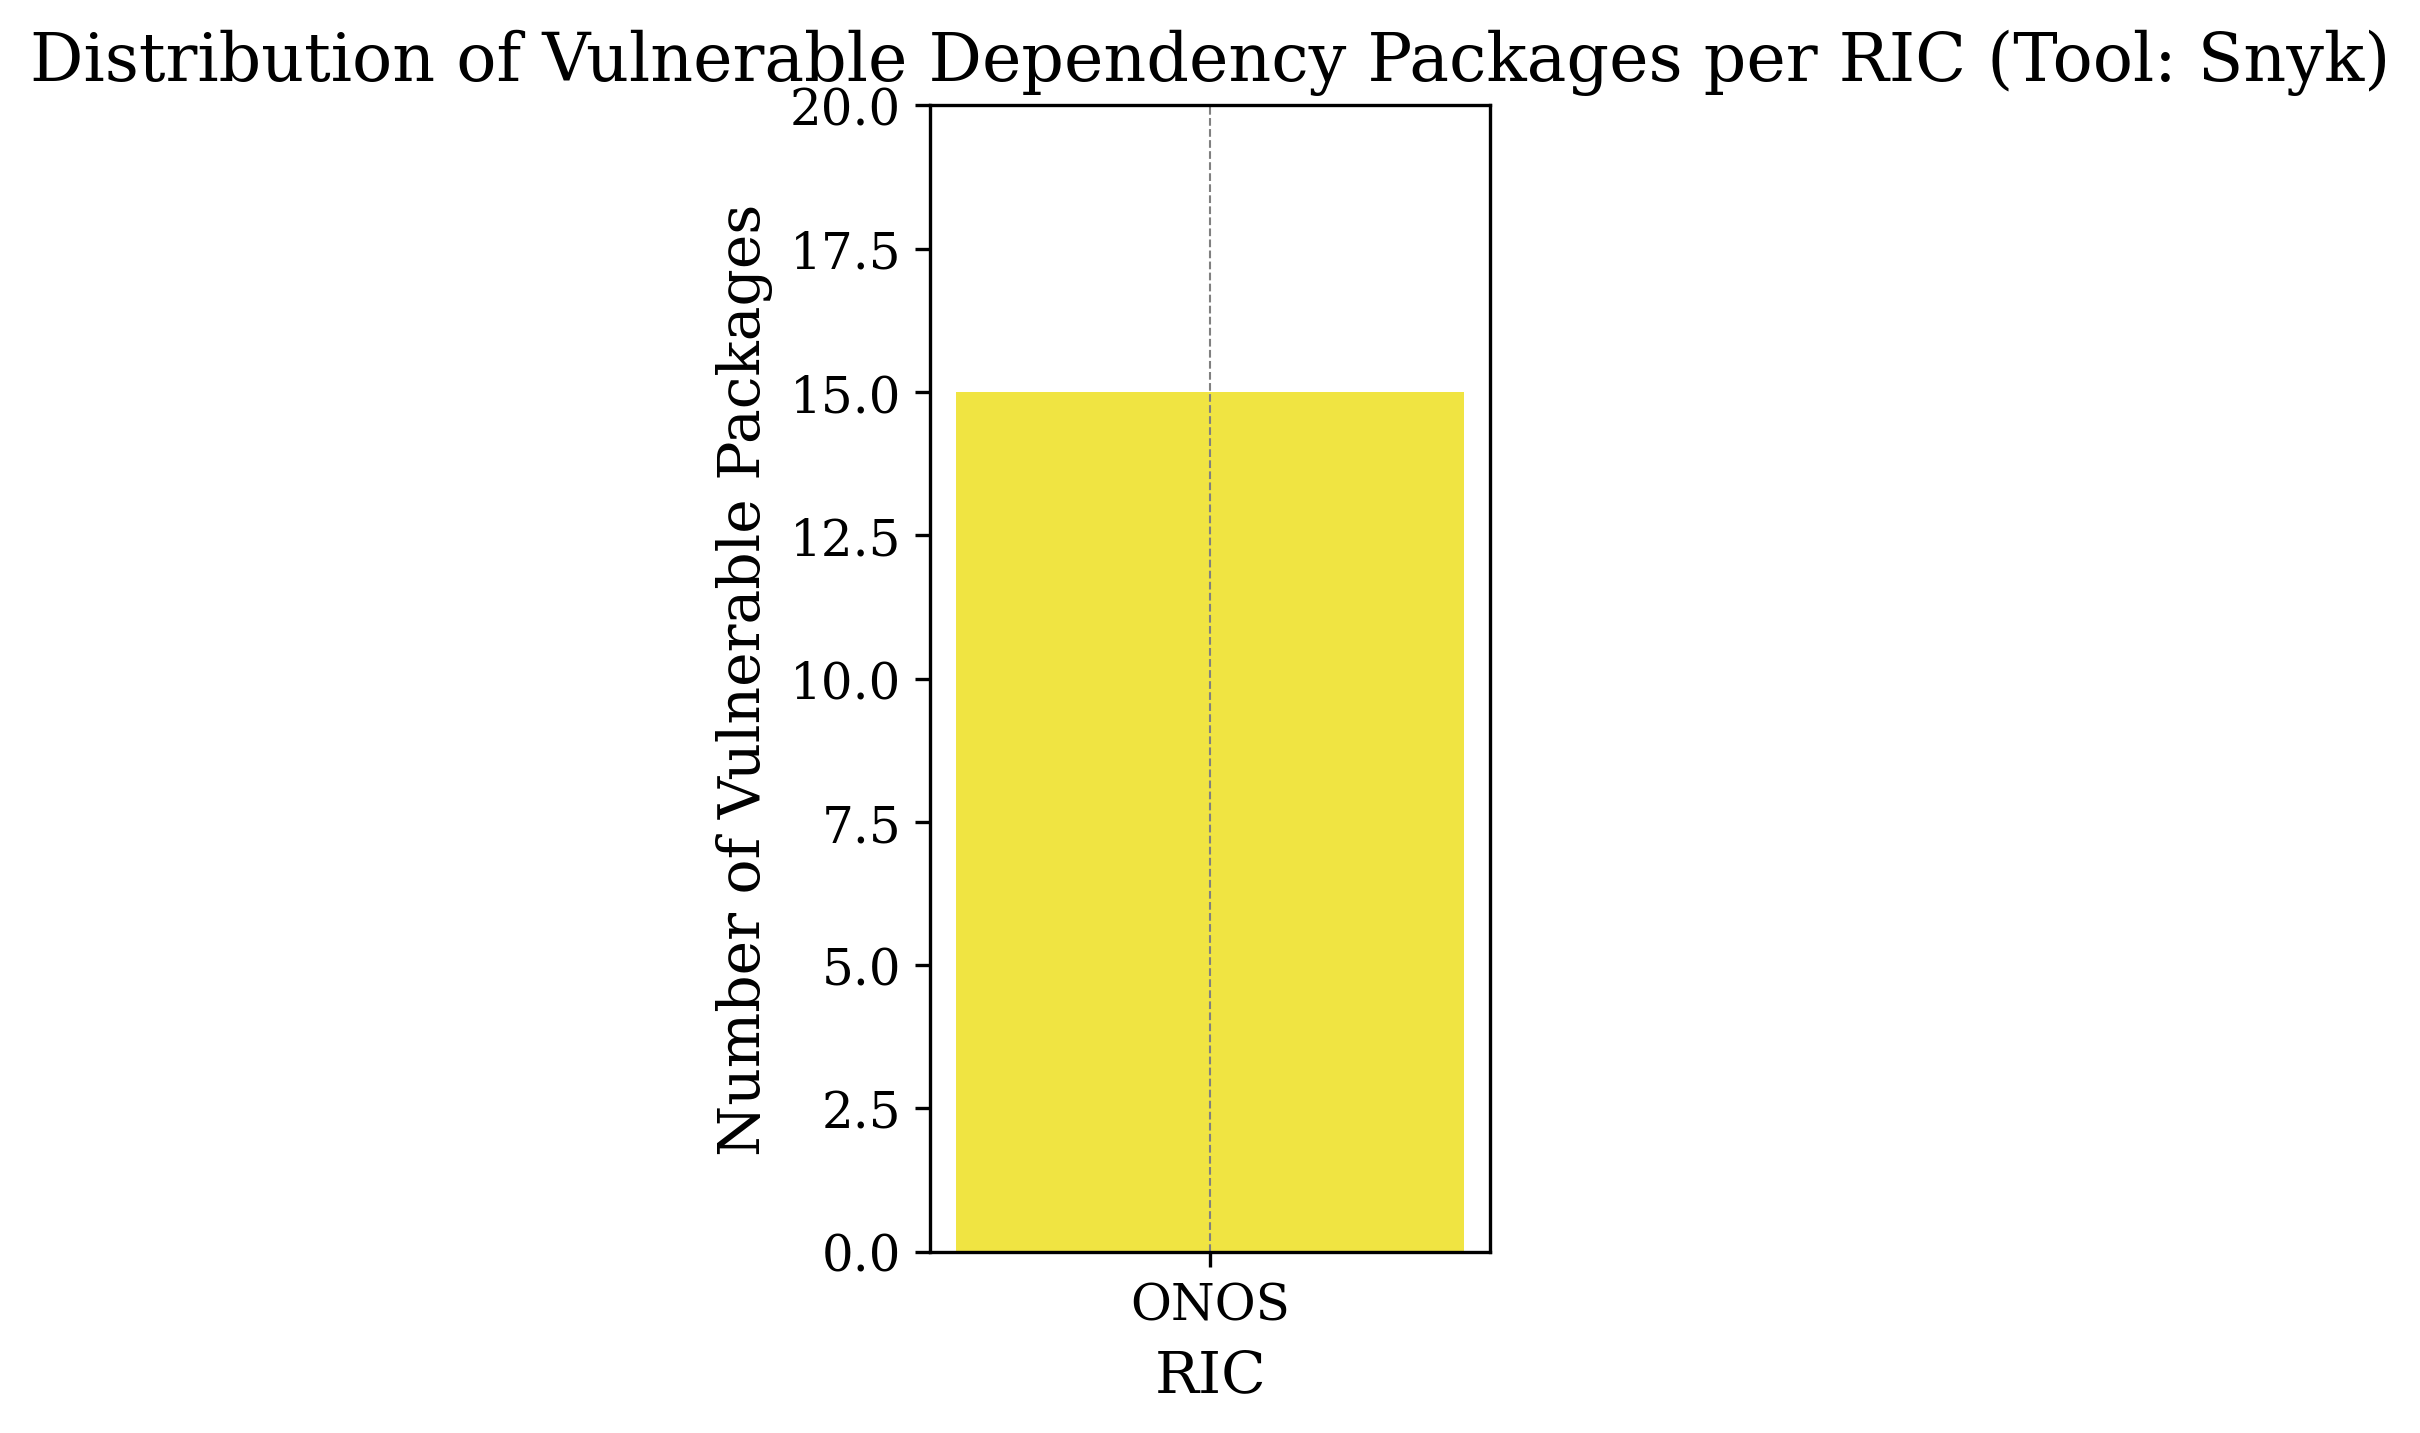 Distribution of Vulnerable Dependency Packages per RIC (Tool: Snyk)
Number of Vulnerable Packages
20.0
17.5
15.0
12.5
10.0
7.5
5.0
2.5
0.0
ONOS
RIC